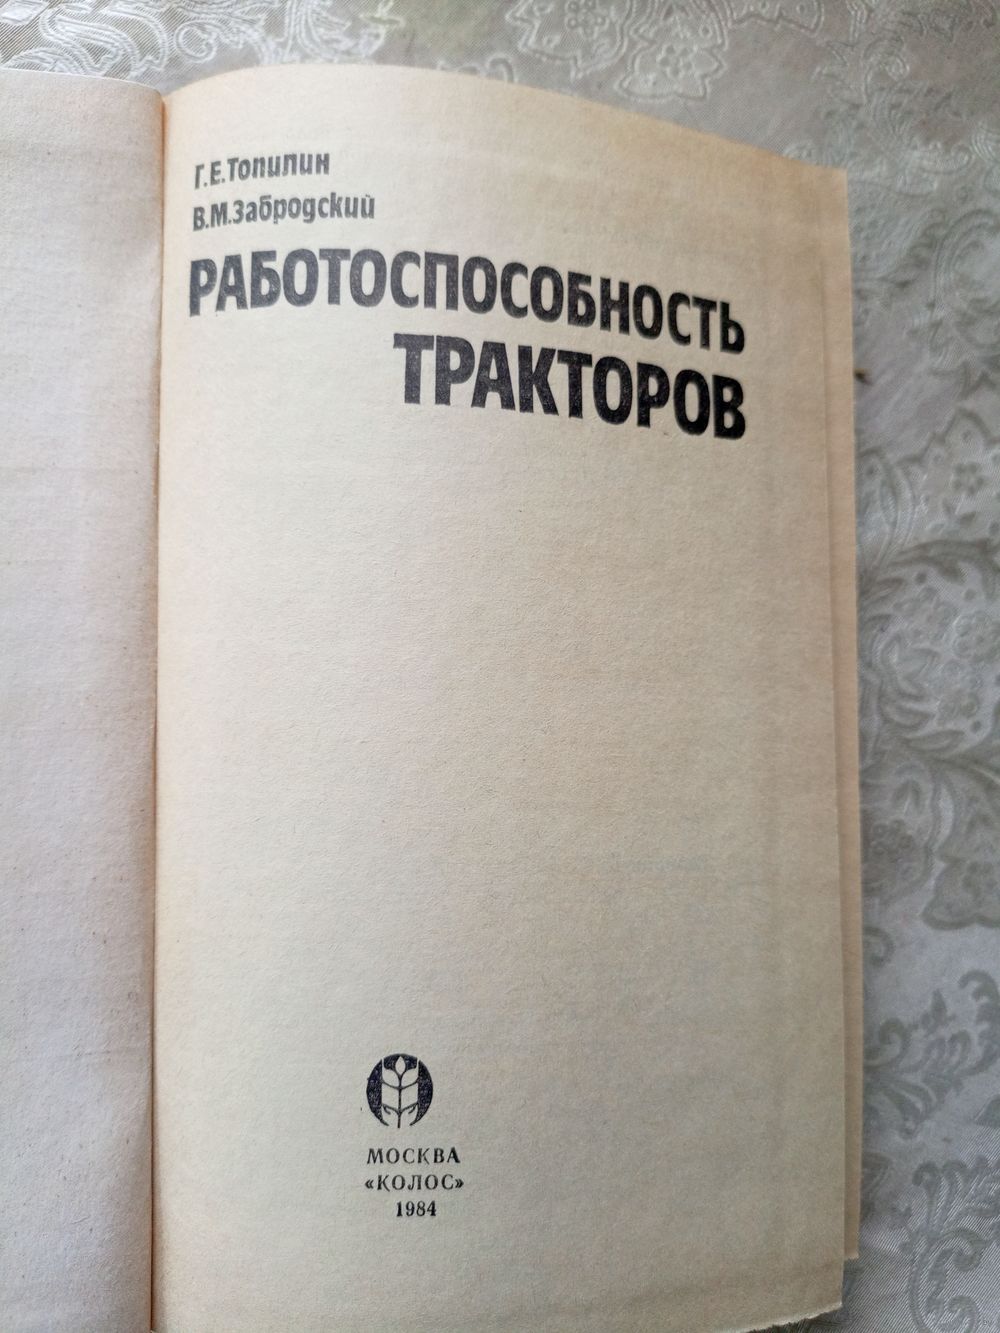 Г.Е.Топилин
В.М.Забродский
РАБОТОСПОСОБНОСТЬ
ТРАКТОРОВ
МОСКВА
«КОЛОС»
1984